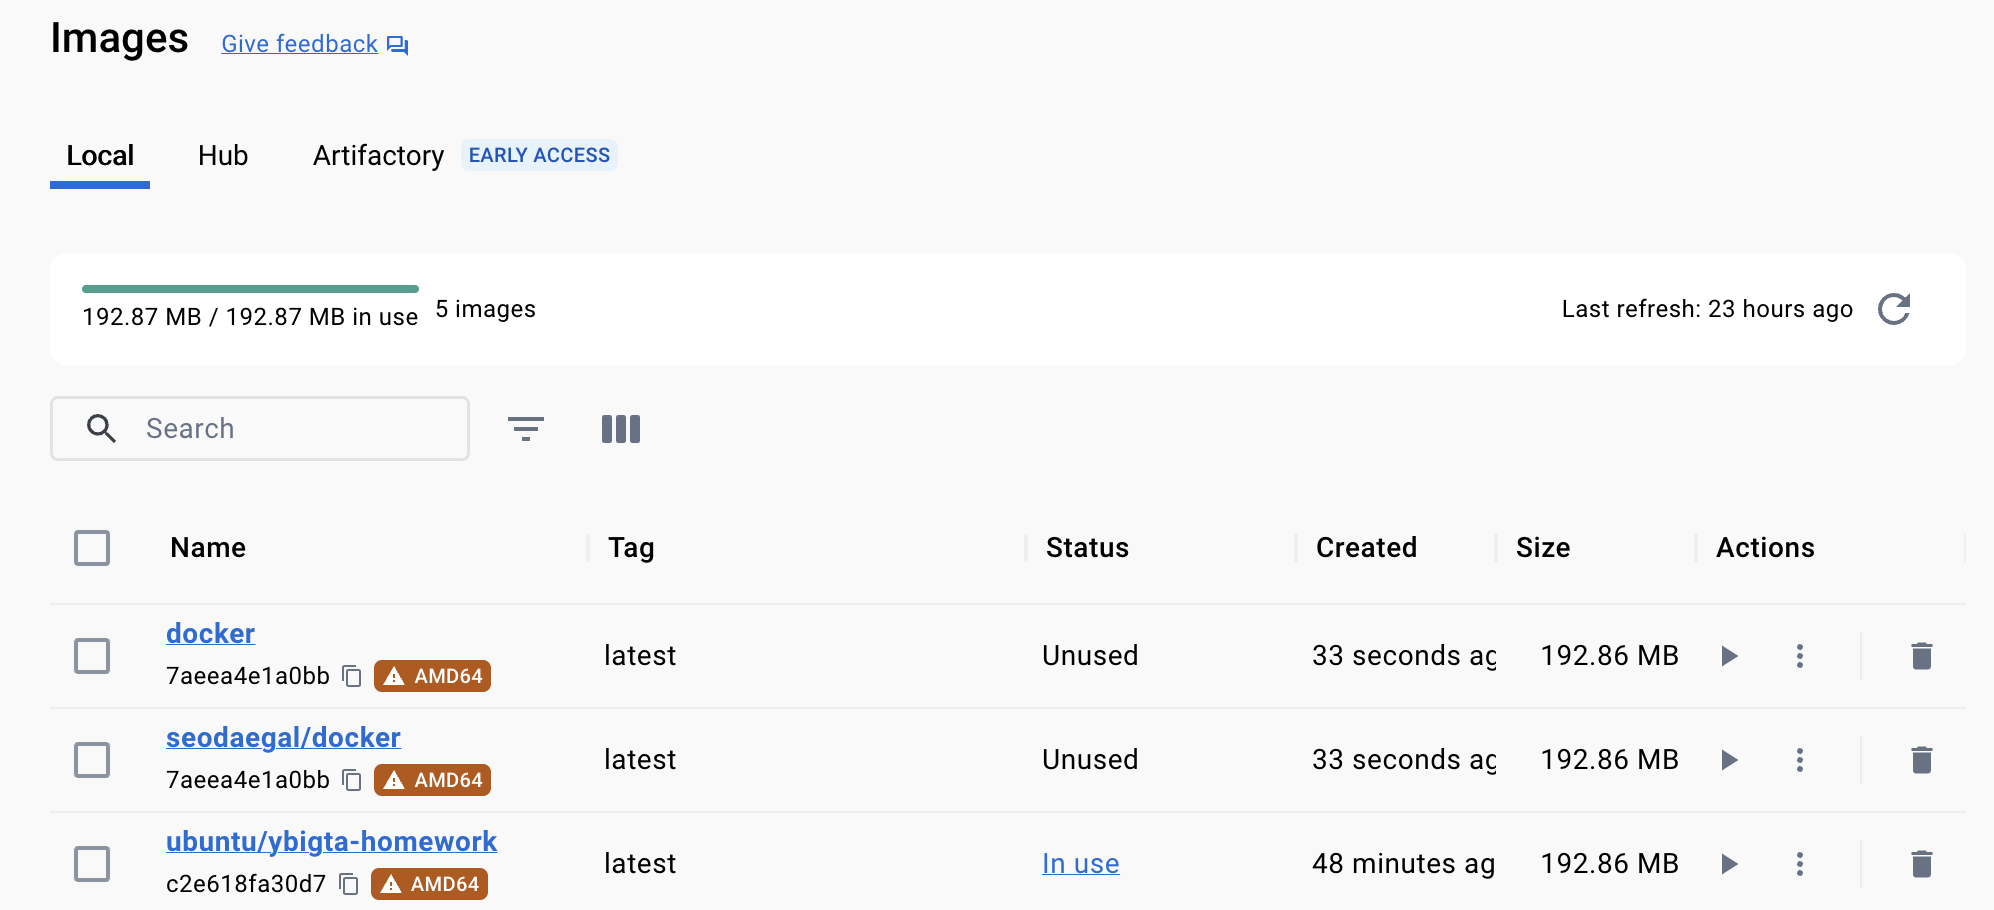 Images Give feedback
Local Hub Artifactory EARLY ACCESS
192.87 MB / 192.87 MB in use 5 images Last refresh: 23 hours ago
Search
Name Tag Status Created Size Actions
docker
7aeea4e1a0bb AMD64 latest Unused 33 seconds ag 192.86 MB
seodaegal/docker
7aeea4e1a0bb AMD64 latest Unused 33 seconds ag 192.86 MB
ubuntu/ybigta-homework
c2e618fa30d7 AMD64 latest In use 48 minutes ag 192.86 MB